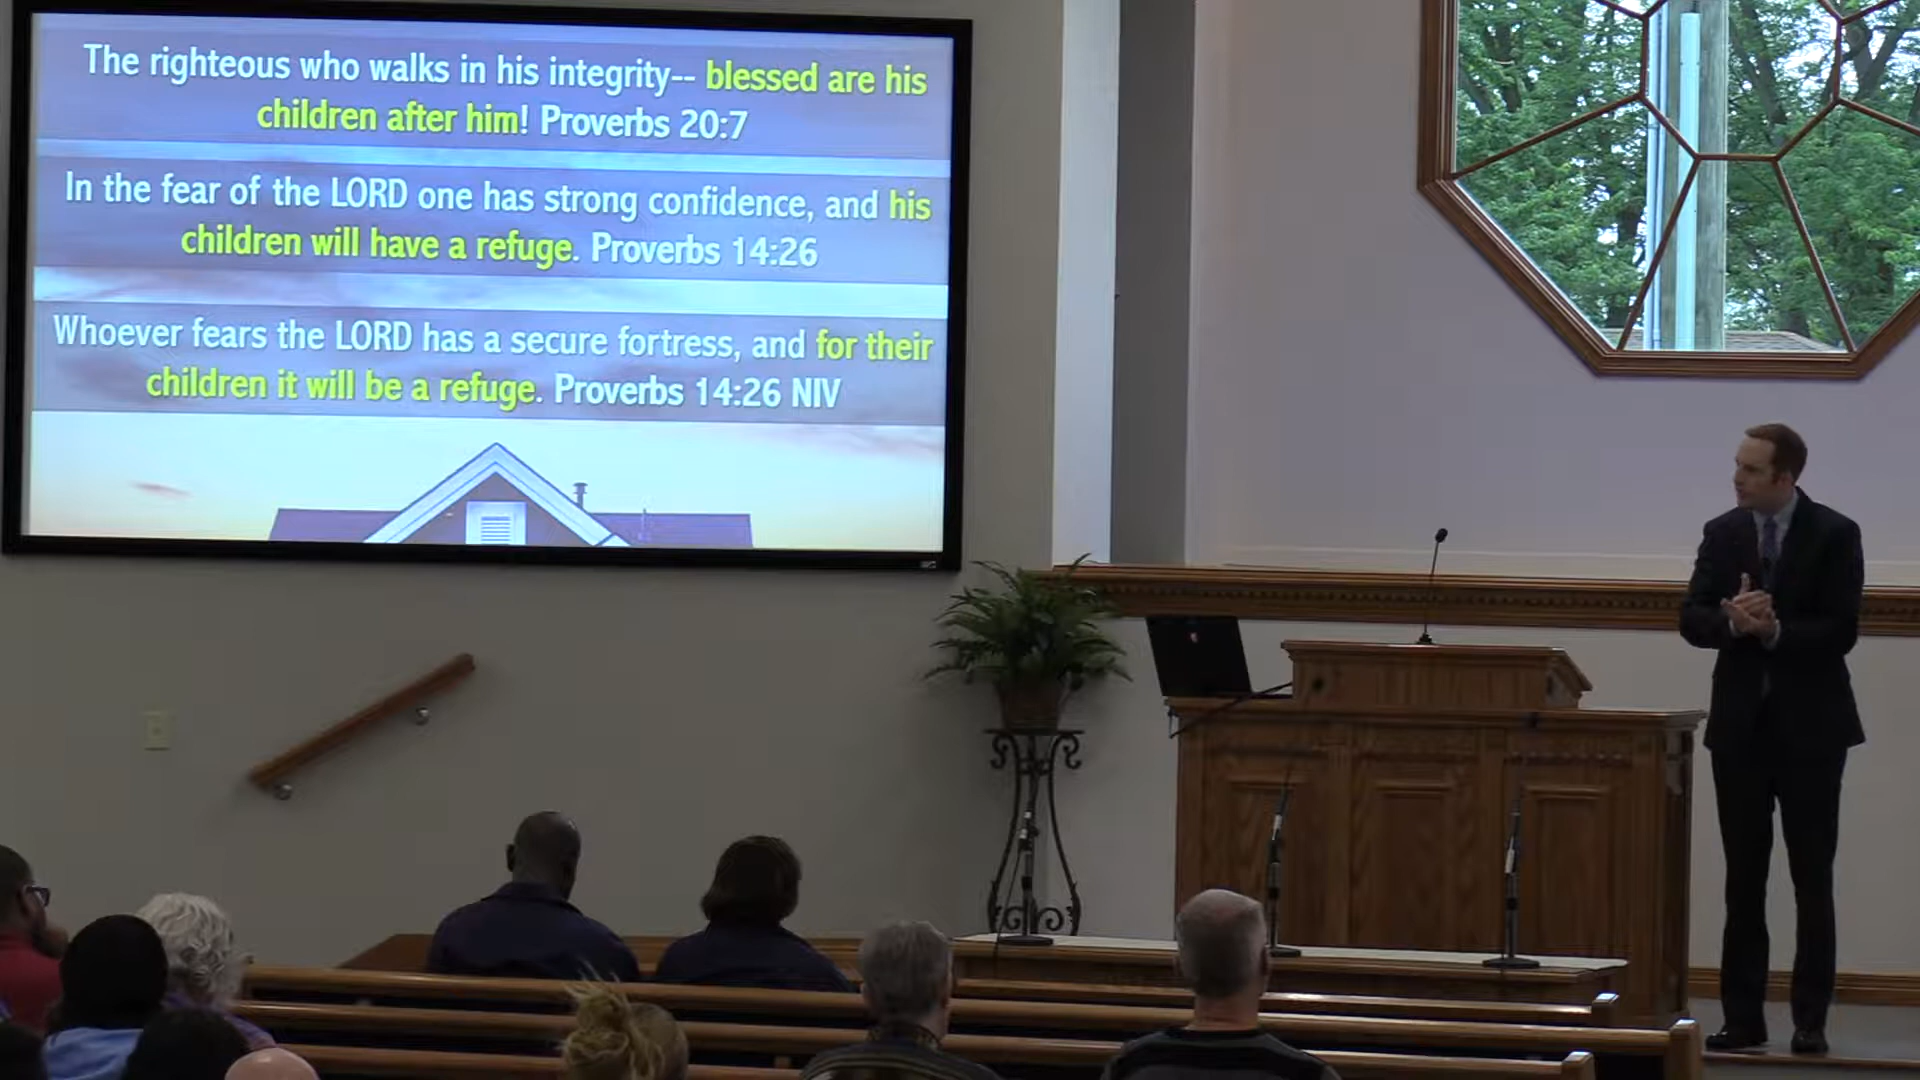 The righteous who walks in his integrity-- blessed are his
children after him! Proverbs 20:7
In the fear of the LORD one has strong confidence, and his
children will have a refuge. Proverbs 14:26
Whoever fears the LORD has a secure fortress, and for their
children it will be a refuge. Proverbs 14:26 NIV